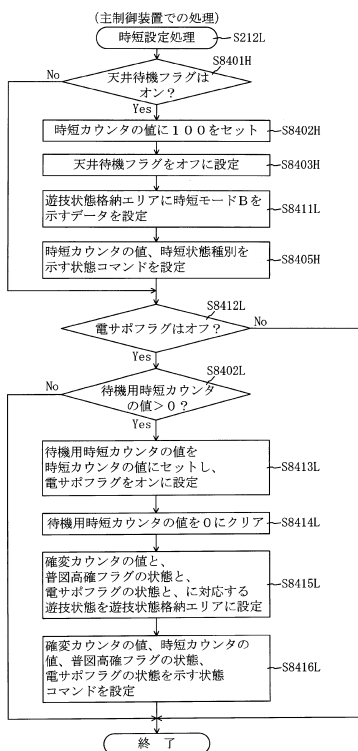 (主制御装置での処理)
時短設定処理
S212L
S8401H
天井待機フラグは
オン?
No
Yes
時短カウンタの値に100をセット
S8402H
天井待機フラグをオフに設定
S8403H
遊技状態格納エリアに時短モードBを
示すデータを設定
S8411L
時短カウンタの値、時短状態種別を
示す状態コマンドを設定
S8405H
S8412L
電サポフラグはオフ?
No
Yes
S8402L
待機用時短カウンタ
の値>0?
No
Yes
待機用時短カウンタの値を
時短カウンタの値にセットし、
電サポフラグをオンに設定
S8413L
待機用時短カウンタの値を0にクリア
S8414L
確変カウンタの値と、
普図高確フラグの状態と、
電サポフラグの状態と、に対応する
遊技状態を遊技状態格納エリアに設定
S8415L
確変カウンタの値、時短カウンタの
値、普図高確フラグの状態、
電サポフラグの状態を示す状態
コマンドを設定
S8416L
終了